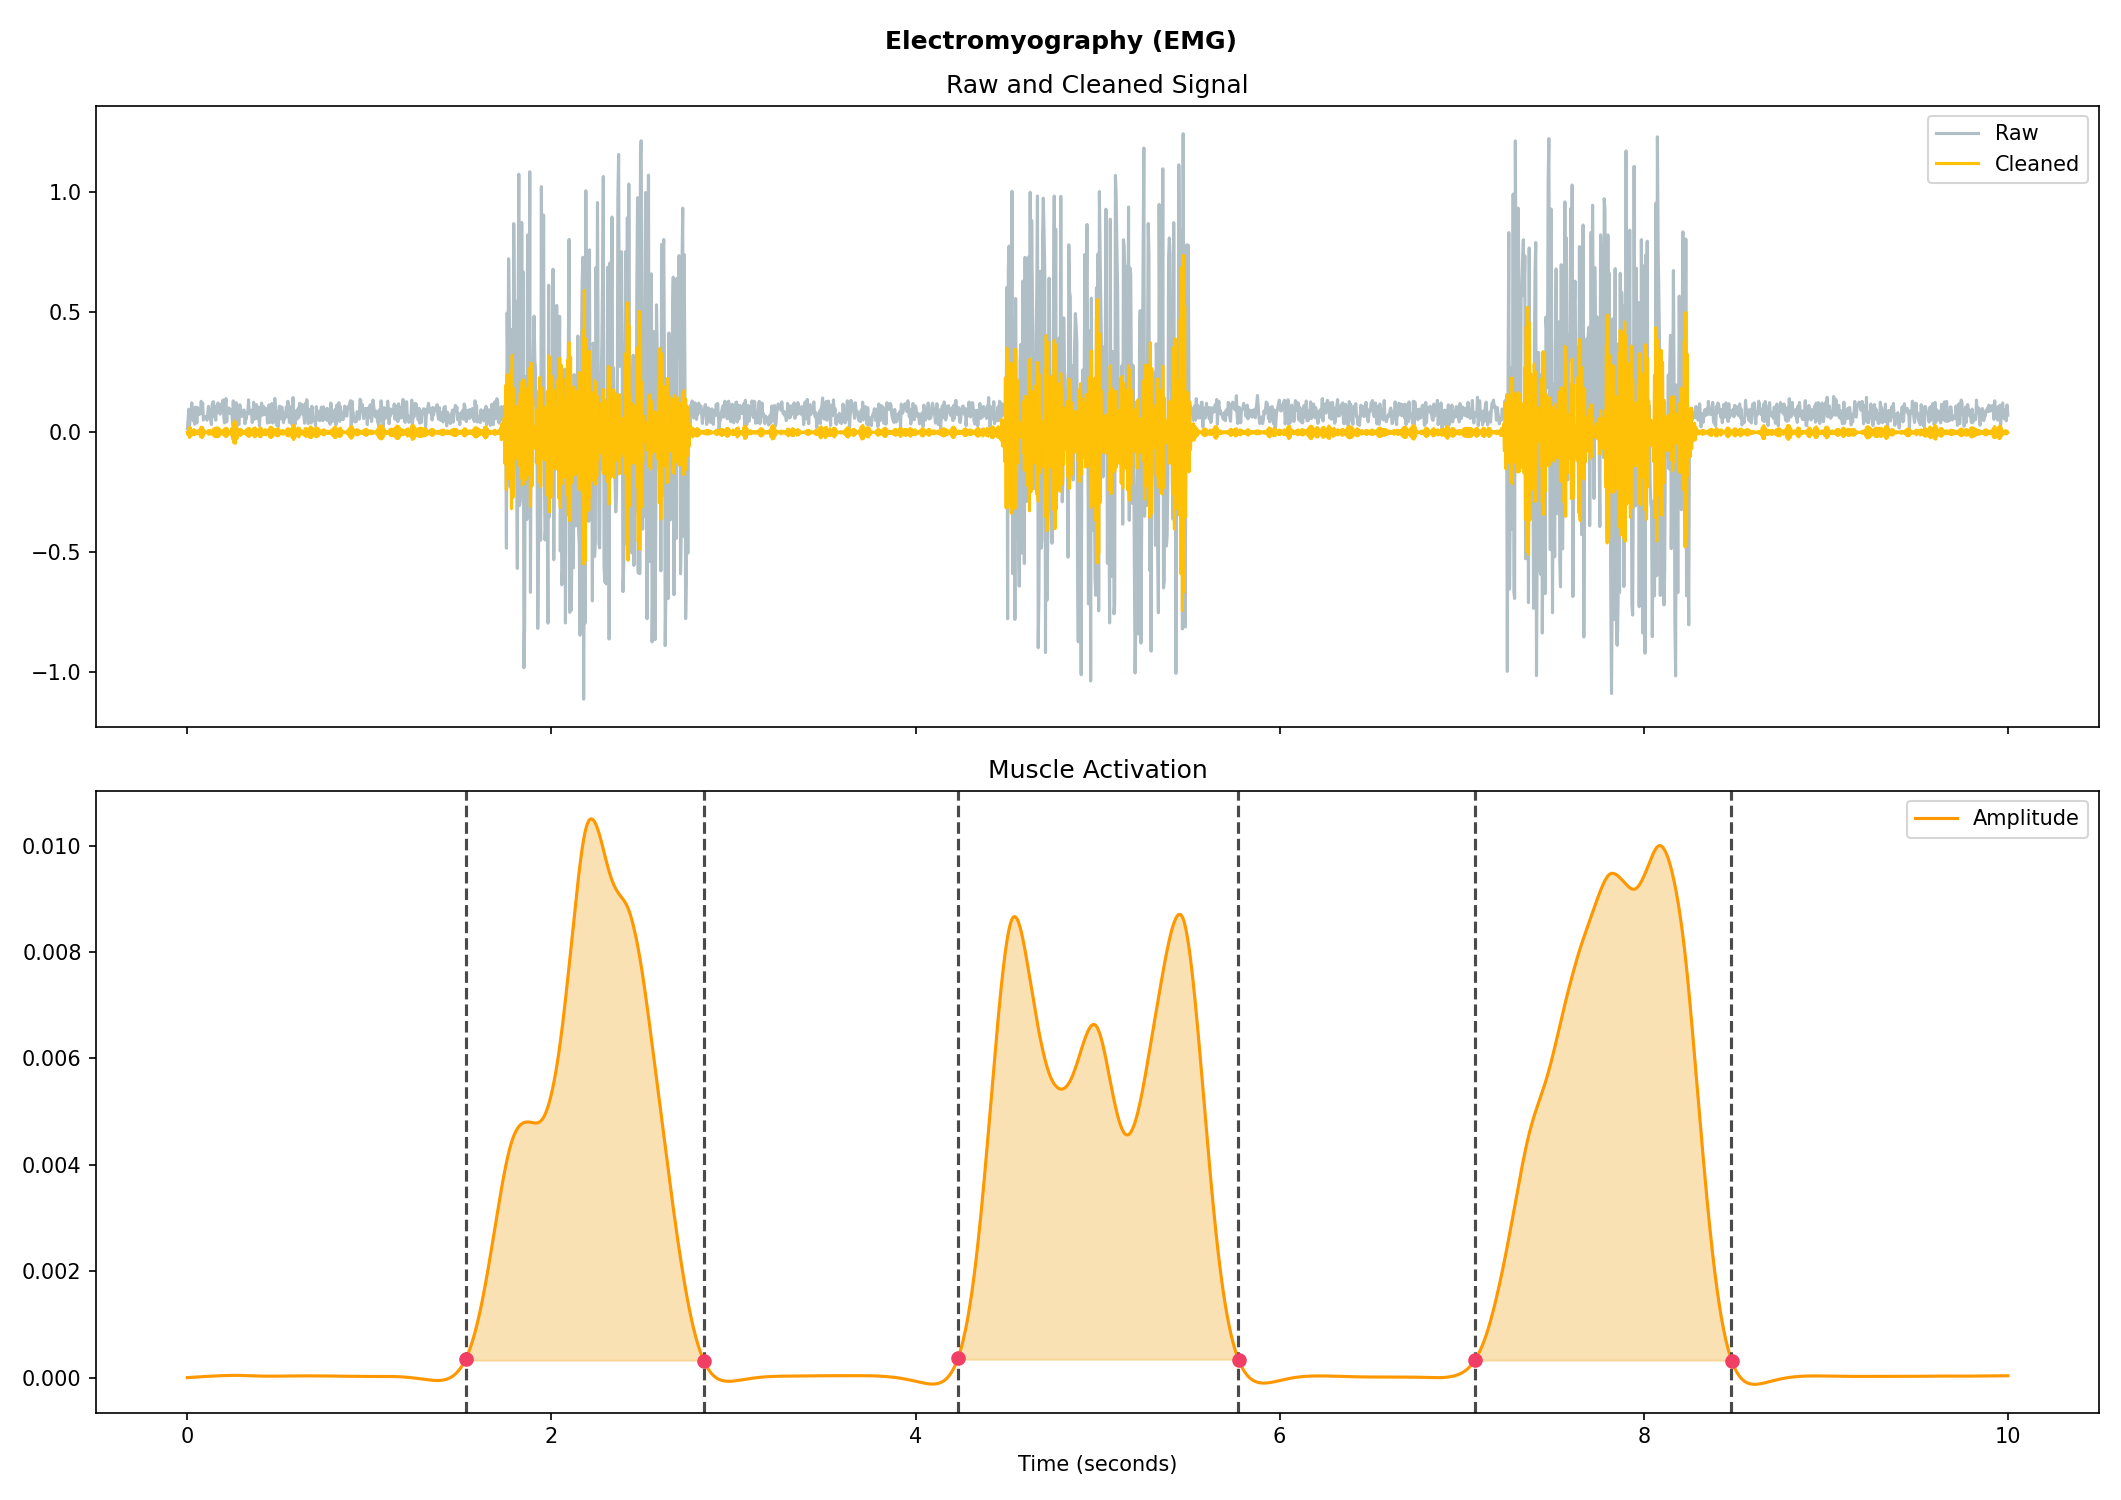 Electromyography (EMG)
Raw and Cleaned Signal
Raw
Cleaned
1.0
0.5
0.0
−0.5
−1.0
Muscle Activation
Amplitude
0.010
0.008
0.006
0.004
0.002
0.000
0 2 4 6 8 10
Time (seconds)